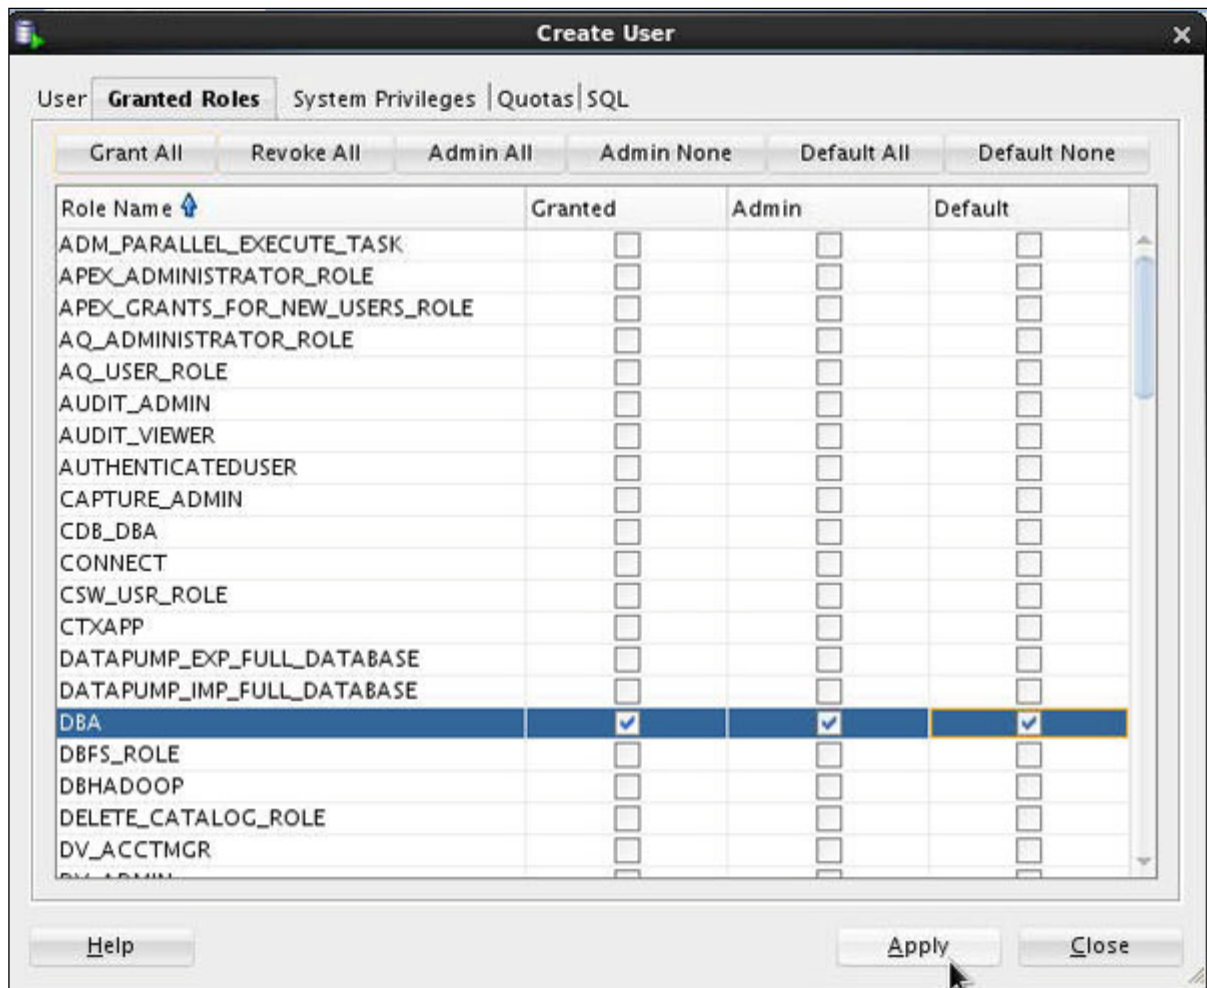 Create User
User Granted Roles System Privileges Quotas SQL
Grant All Revoke All Admin All Admin None Default All Default None
Role Name Granted Admin Default
ADM_PARALLEL_EXECUTE_TASK
APEX_ADMINISTRATOR_ROLE
APEX_GRANTS_FOR_NEW_USERS_ROLE
AQ_ADMINISTRATOR_ROLE
AQ_USER_ROLE
AUDIT_ADMIN
AUDIT_VIEWER
AUTHENTICATEDUSER
CAPTURE_ADMIN
CDB_DBA
CONNECT
CSW_USR_ROLE
CTXAPP
DATAPUMP_EXP_FULL_DATABASE
DATAPUMP_IMP_FULL_DATABASE
DBA
DBFS_ROLE
DBHADOOP
DELETE_CATALOG_ROLE
DV_ACCTMGR
DV_ADMIN
Help Apply Close